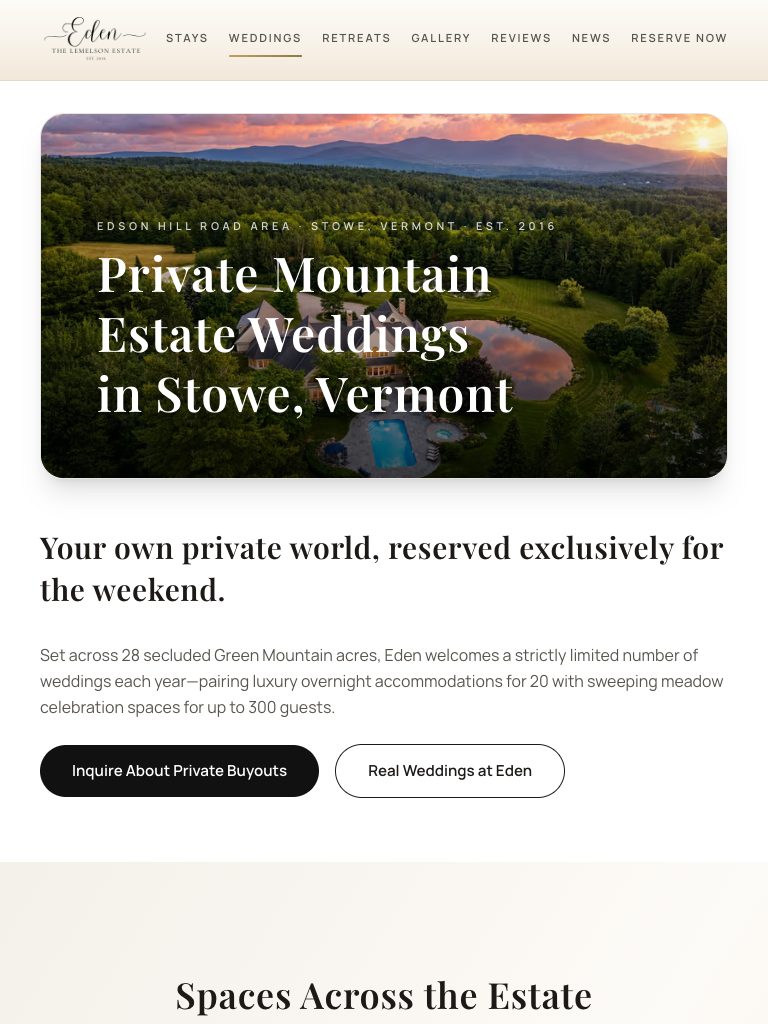 Eden
THE LEMELSON ESTATE
EST. 2016
STAYS WEDDINGS RETREATS GALLERY REVIEWS NEWS RESERVE NOW
EDSON HILL ROAD AREA · STOWE, VERMONT · EST. 2016
Private Mountain
Estate Weddings
in Stowe, Vermont
Your own private world, reserved exclusively for
the weekend.
Set across 28 secluded Green Mountain acres, Eden welcomes a strictly limited number of
weddings each year—pairing luxury overnight accommodations for 20 with sweeping meadow
celebration spaces for up to 300 guests.
Inquire About Private Buyouts
Real Weddings at Eden
Spaces Across the Estate